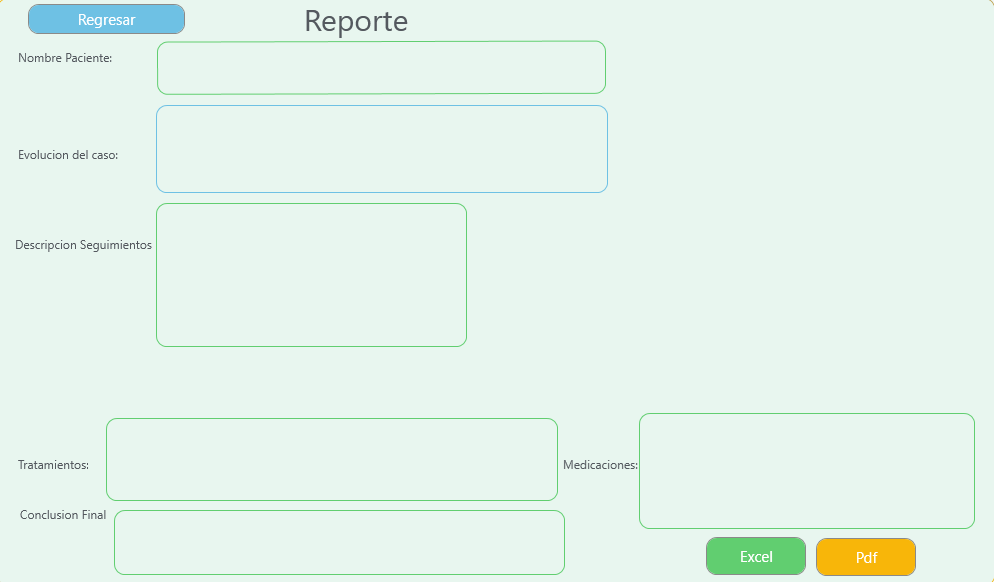 Regresar
Reporte
Nombre Paciente:
Evolucion del caso:
Descripcion Seguimientos
Tratamientos:
Medicaciones:
Conclusion Final
Excel
Pdf